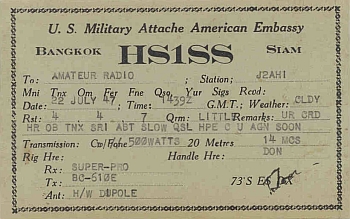 U. S. Military Attache American Embassy
Bangkok HS1SS Siam
To: AMATEUR RADIO ; Station; J2AHI
Mni Tnx Om Fer Fne Qso, Yur Sigs Recd:
Date: 22 JULY 47; Time: 1439Z G.M.T.; Weather: CLDY
Rst: 4 4 7 Qrm: LITTLE Remarks: UR CRD
HR OB TNX SRI ABT SLOW QSL HPE C U AGN SOON
Transmission: Cw/Fone 500WATTS 20 Metres 14 MCS
Rig Hre: Handle Hre: DON
Rx: SUPER-PRO
Tx: BC-610E 73'S Es
Ant: H/W DIPOLE